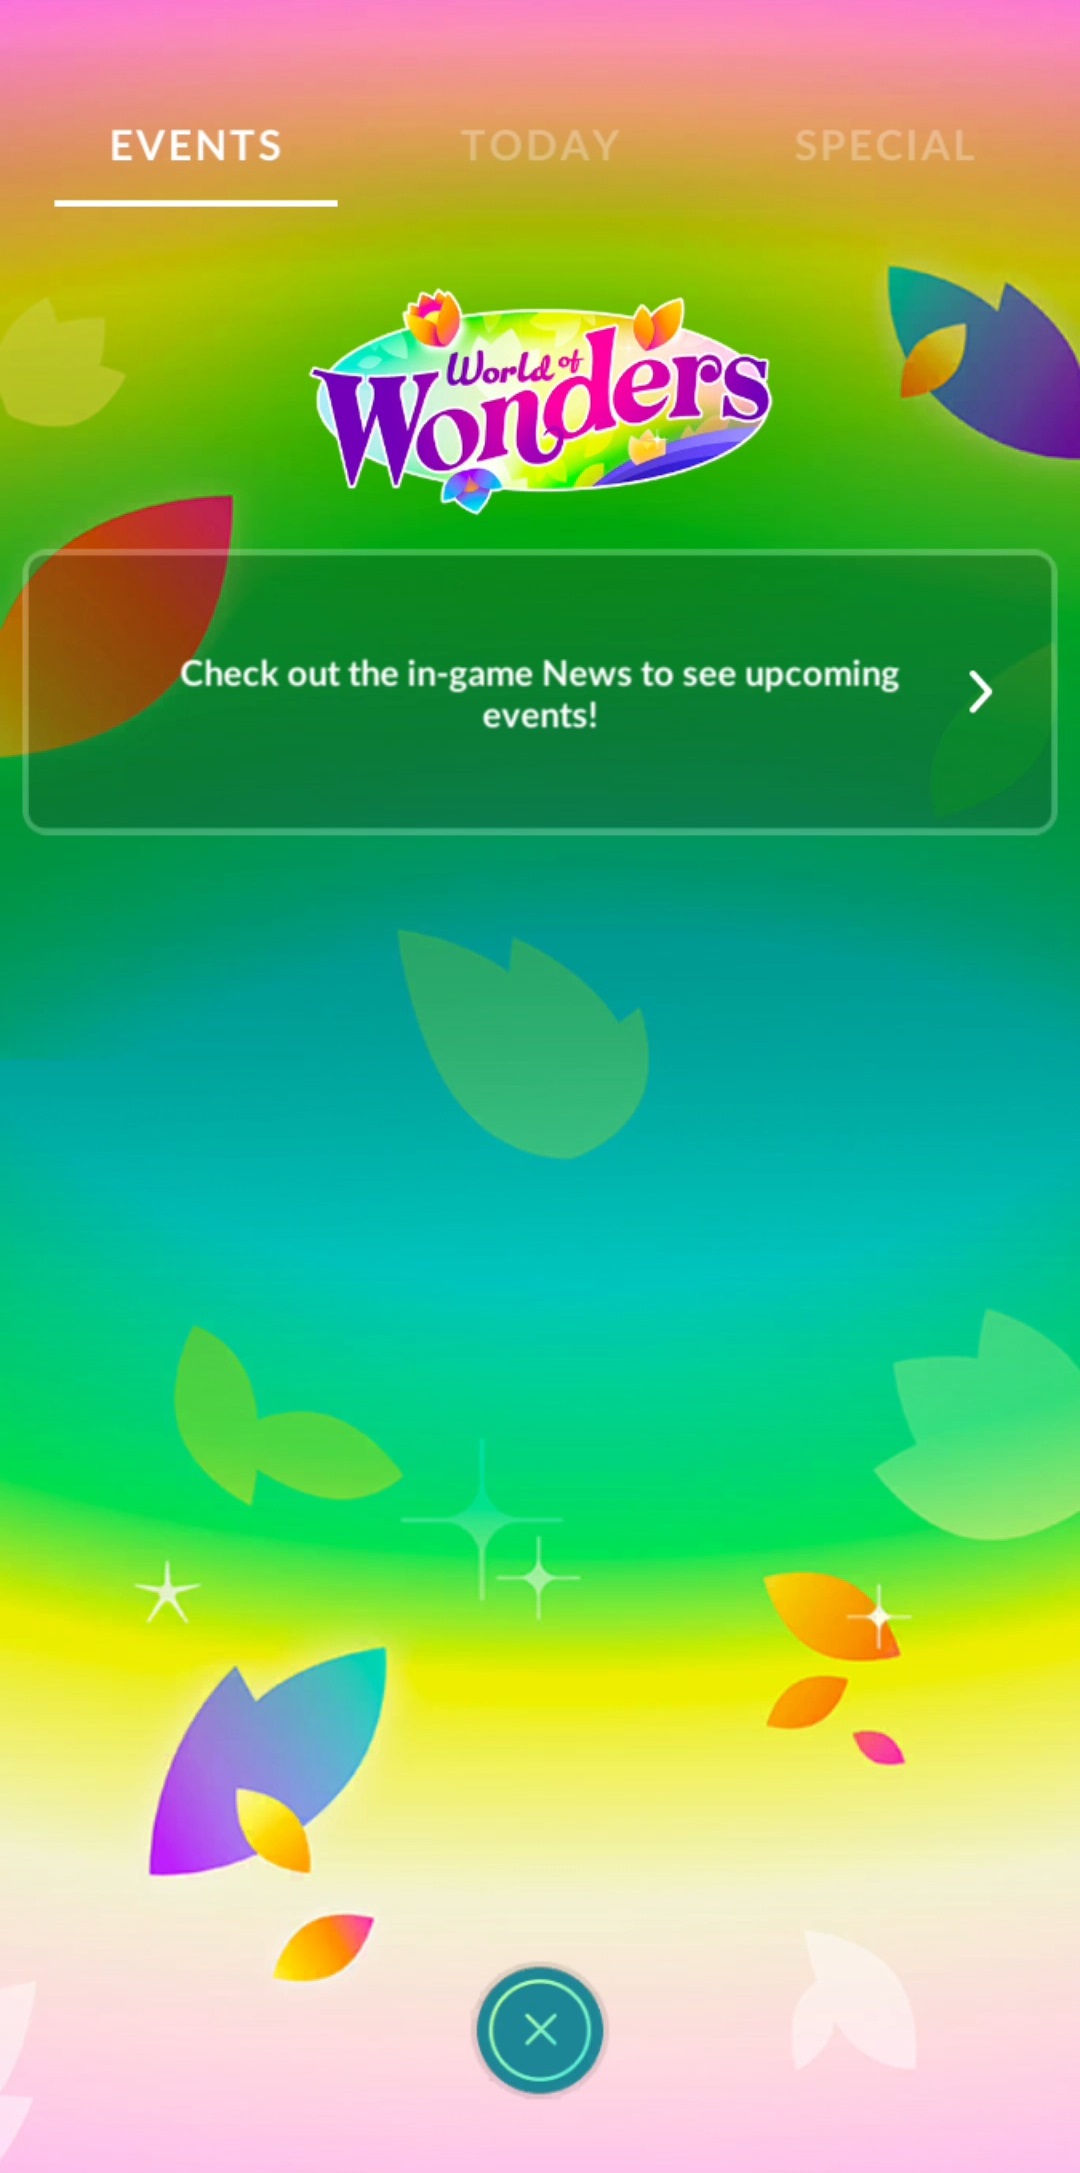 EVENTS TODAY SPECIAL
World of
Wonders
Check out the in-game News to see upcoming
events!